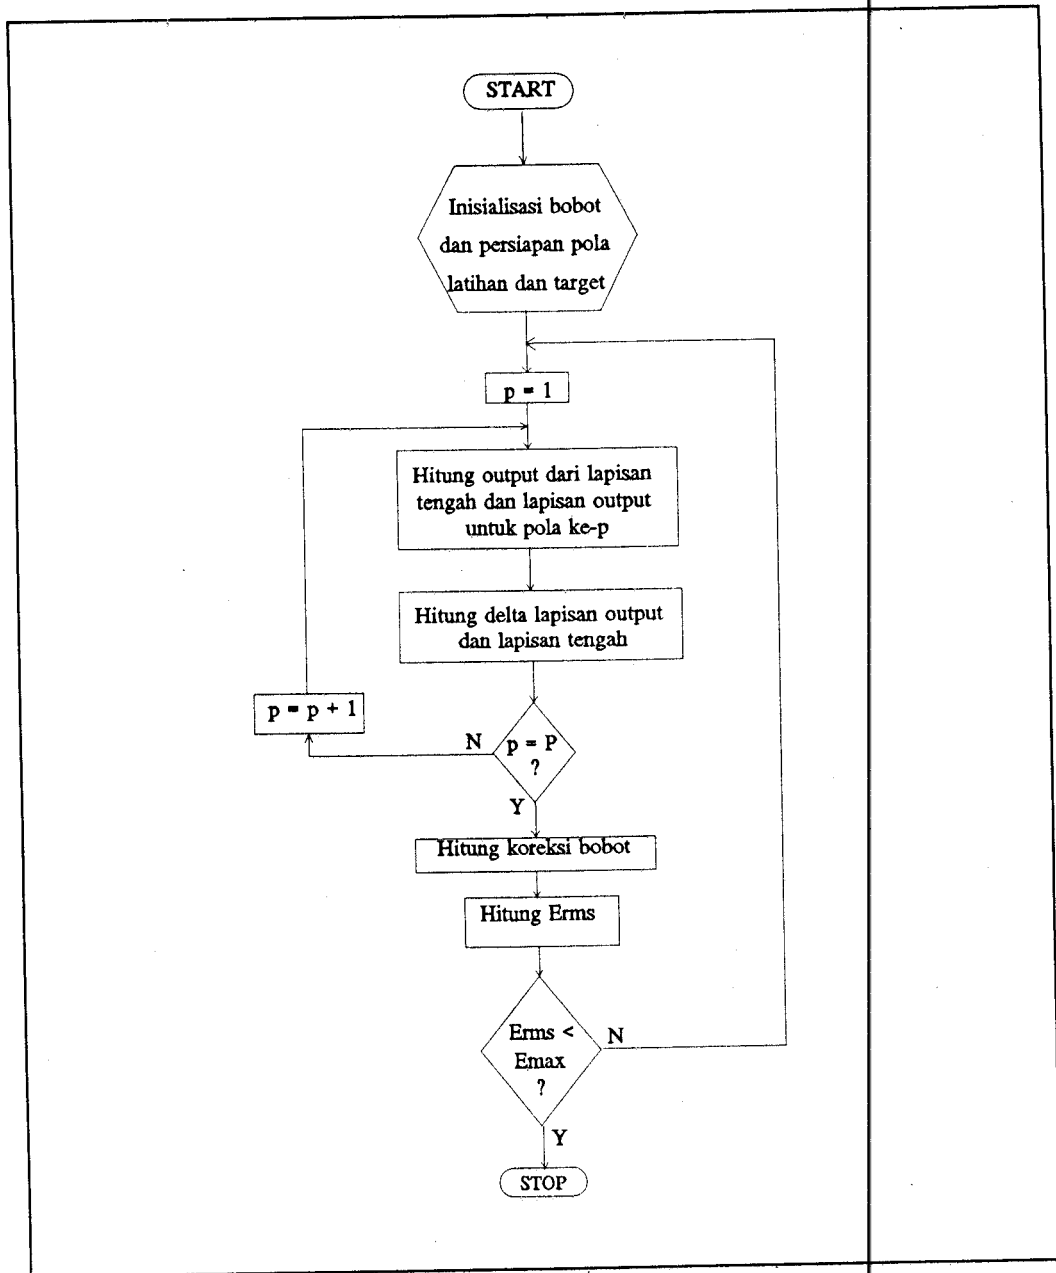 START
Inisialisasi bobot
dan persiapan pola
latihan dan target
p = 1
Hitung output dari lapisan
tengah dan lapisan output
untuk pola ke-p
Hitung delta lapisan output
dan lapisan tengah
p = p + 1
N
p = P
?
Y
Hitung koreksi bobot
Hitung Erms
Erms <
Emax
?
N
Y
STOP